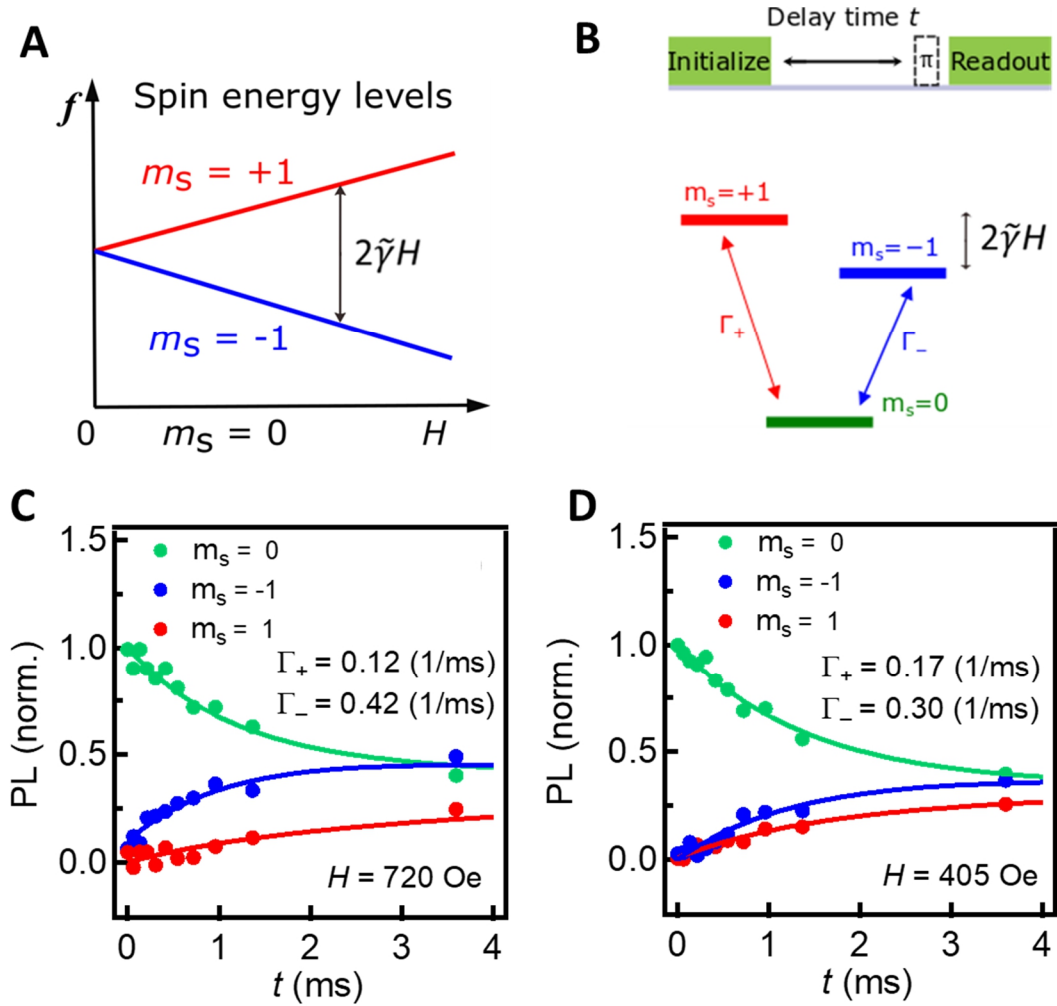 A
f
Spin energy levels
mS = +1
2γ̃H
mS = -1
0
mS = 0
H
B
Delay time t
Initialize
π
Readout
ms=+1
ms=−1
2γ̃H
Γ+
Γ−
ms=0
C
PL (norm.)
1.5
1.0
0.5
0.0
ms = 0
ms = -1
ms = 1
Γ+ = 0.12 (1/ms)
Γ− = 0.42 (1/ms)
H = 720 Oe
0 1 2 3 4
t (ms)
D
PL (norm.)
1.5
1.0
0.5
0.0
ms = 0
ms = -1
ms = 1
Γ+ = 0.17 (1/ms)
Γ− = 0.30 (1/ms)
H = 405 Oe
0 1 2 3 4
t (ms)